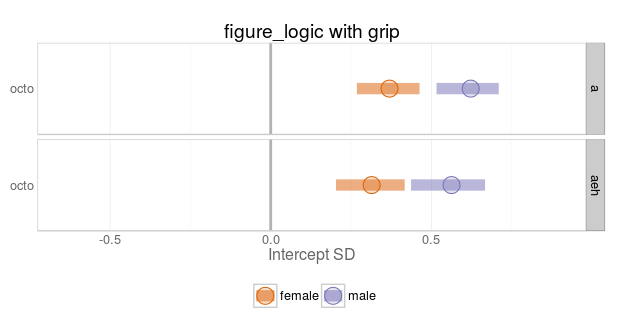 figure_logic with grip
octo
a
octo
aeh
-0.5 0.0 0.5
Intercept SD
female male